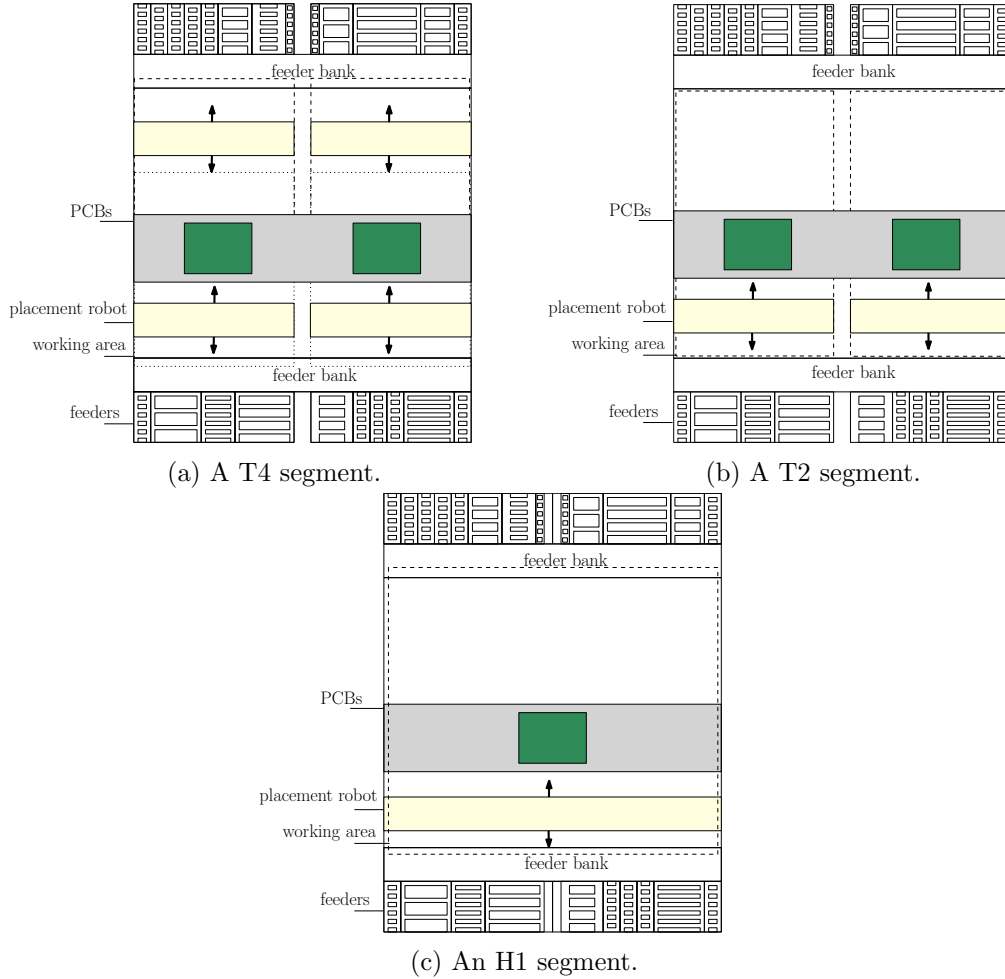 feeder bank
PCBs
placement robot
working area
feeder bank
feeders
(a) A T4 segment.
feeder bank
PCBs
placement robot
working area
feeder bank
feeders
(b) A T2 segment.
feeder bank
PCBs
placement robot
working area
feeder bank
feeders
(c) An H1 segment.